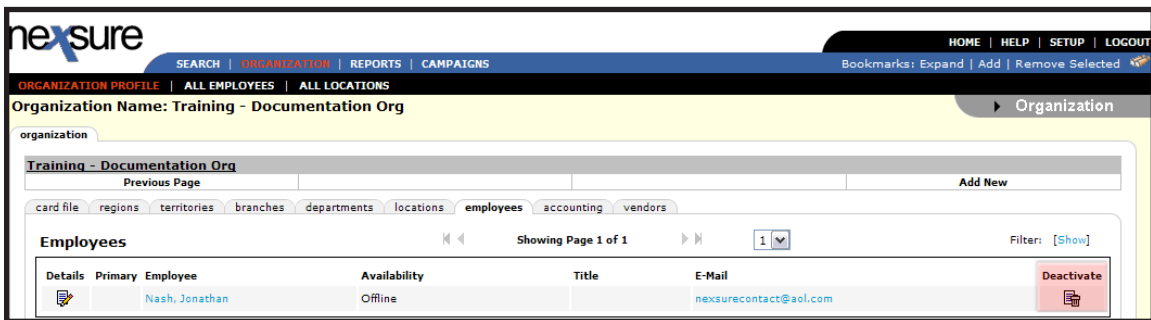 nexsure
HOME | HELP | SETUP | LOGOUT
SEARCH | ORGANIZATION | REPORTS | CAMPAIGNS
Bookmarks: Expand | Add | Remove Selected
ORGANIZATION PROFILE | ALL EMPLOYEES | ALL LOCATIONS
Organization Name: Training - Documentation Org
Organization
organization
Training - Documentation Org
Previous Page Add New
card file regions territories branches departments locations employees accounting vendors
Employees Showing Page 1 of 1 1 Filter: [Show]
Details Primary Employee Availability Title E-Mail Deactivate
Nash, Jonathan Offline nexsurecontact@aol.com